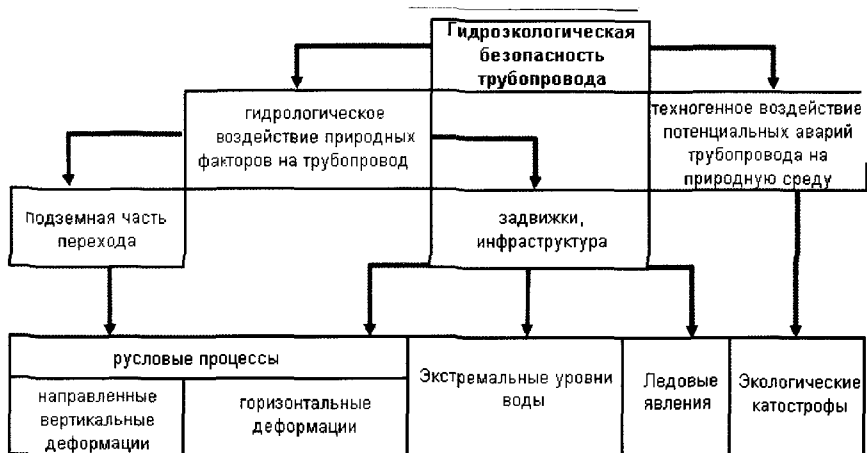 Гидроэкологическая
безопасность
трубопровода
гидрологическое
воздействие природных
факторов на трубопровод
техногенное воздействие
потенциальных аварий
трубопровода на
природную среду
Подземная часть
перехода
задвижки,
инфраструктура
русловые процессы
направленные
вертикальные
деформации
горизонтальные
деформации
Экстремальные уровни
воды
Ледовые
явления
Экологические
катострофы